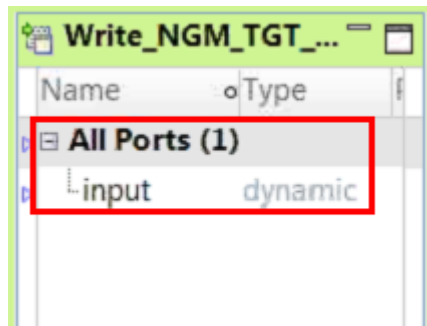 Write_NGM_TGT_...
Name Type
All Ports (1)
input dynamic